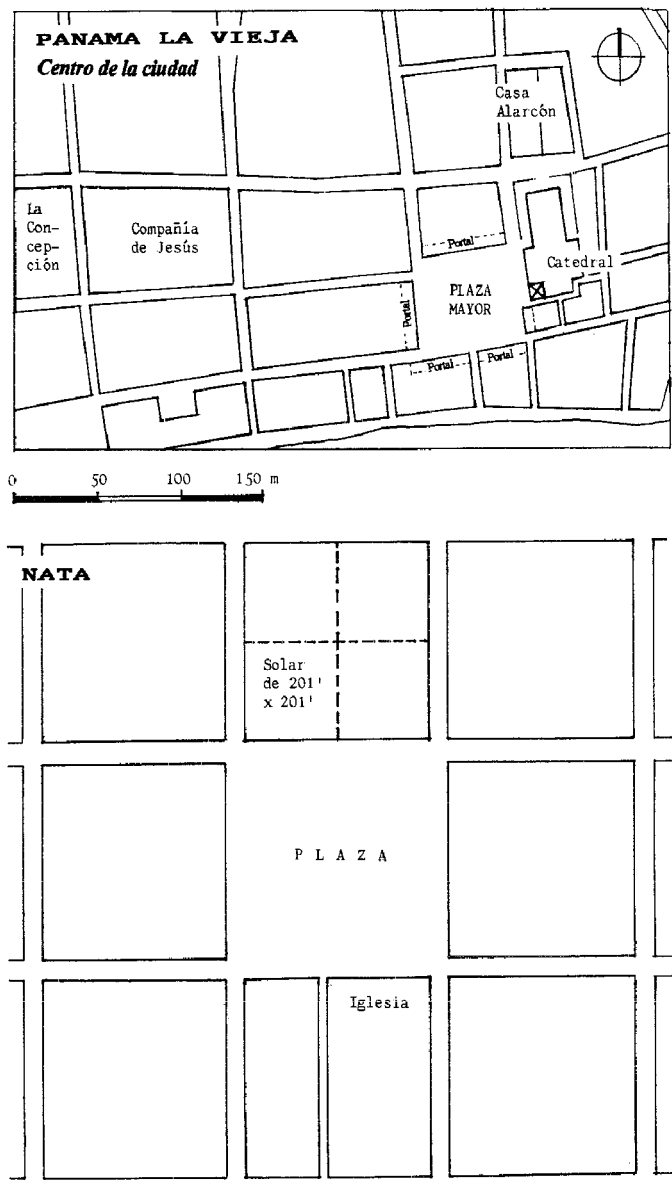 PANAMA LA VIEJA
Centro de la ciudad
Casa
Alarcón
La
Con-
cep-
ción
Compañía
de Jesús
Portal
Catedral
Portal
PLAZA
MAYOR
Portal
Portal
0 50 100 150 m
NATA
Solar
de 201'
x 201'
PLAZA
Iglesia